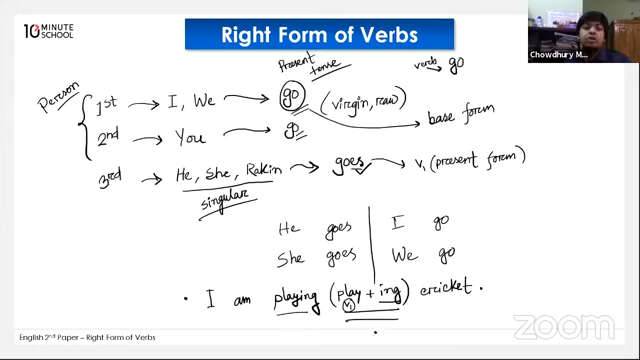 10 MINUTE SCHOOL
Right Form of Verbs
Chowdhury M...
Present tense
verb → go
Person
1st → I, We → go (virgin, raw) → base form
2nd → You → go
3rd → He, She, Rakin → goes → v1 (present form)
singular
He goes | I go
She goes | We go
• I am playing (play + ing) cricket.
v1
English 2nd Paper – Right Form of Verbs
zoom